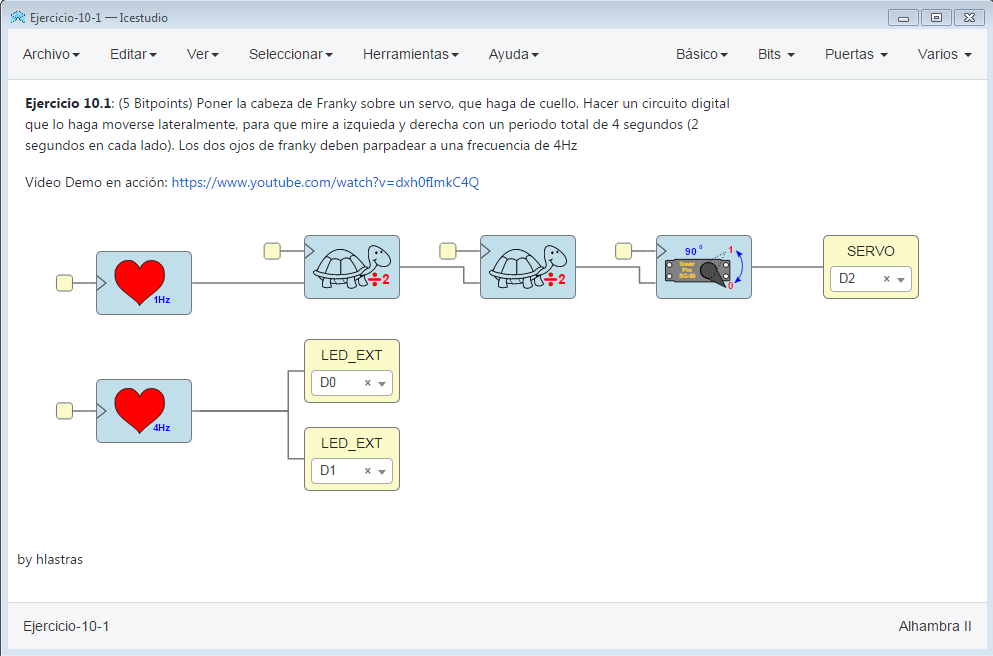 Ejercicio-10-1 — Icestudio
Archivo Editar Ver Seleccionar Herramientas Ayuda Básico Bits Puertas Varios
Ejercicio 10.1: (5 Bitpoints) Poner la cabeza de Franky sobre un servo, que haga de cuello. Hacer un circuito digital
que lo haga moverse lateralmente, para que mire a izquieda y derecha con un periodo total de 4 segundos (2
segundos en cada lado). Los dos ojos de franky deben parpadear a una frecuencia de 4Hz
Vídeo Demo en acción: https://www.youtube.com/watch?v=dxh0fImkC4Q
1Hz
÷2
÷2
90 º
1
Tower
Pro
SG-90
0
SERVO
D2 ×
4Hz
LED_EXT
D0 ×
LED_EXT
D1 ×
by hlastras
Ejercicio-10-1 Alhambra II